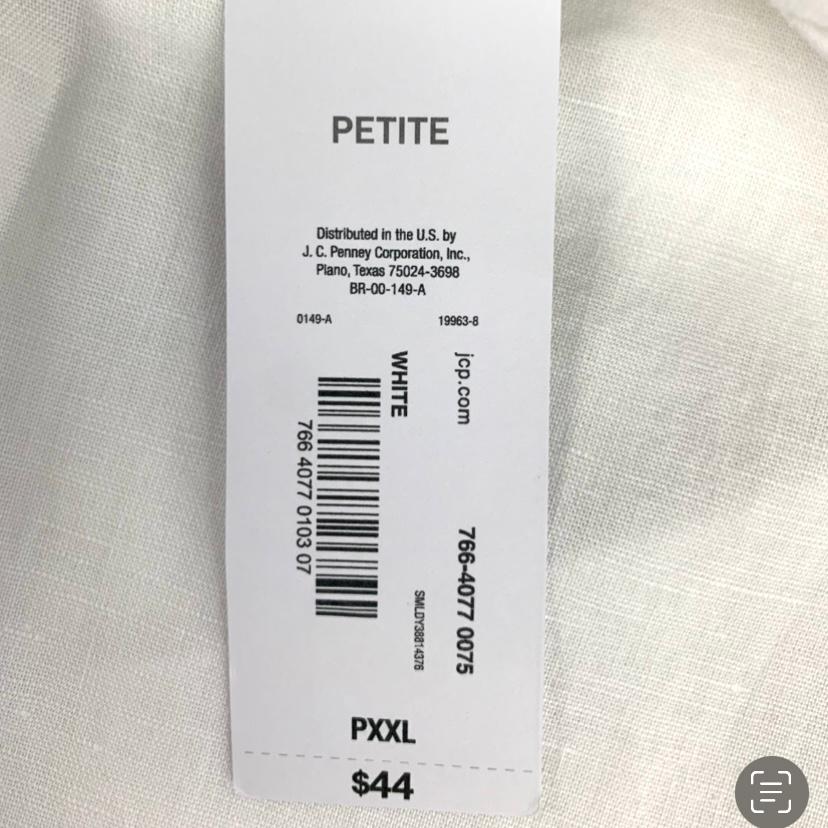 PETITE
Distributed in the U.S. by
J. C. Penney Corporation, Inc.,
Plano, Texas 75024-3698
BR-00-149-A
0149-A 19963-8
jcp.com 766-4077 0075
WHITE SMLDY38814376
766 4077 0103 07
PXXL
$44